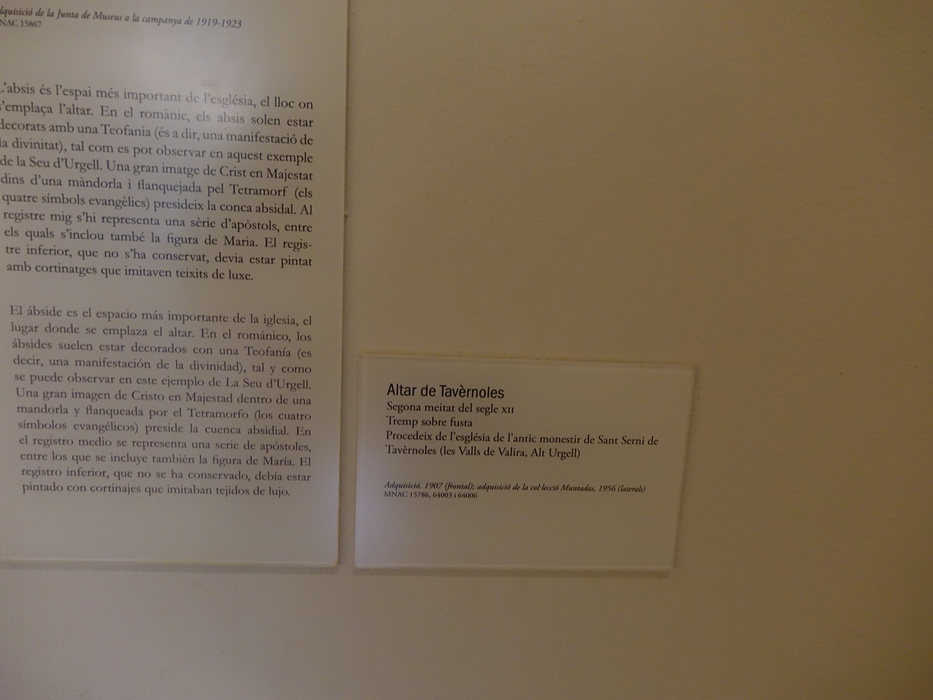 dquisició de la Junta de Museus a la campanya de 1919-1923
NAC 15867
L'absis és l'espai més important de l'església, el lloc on
s'emplaça l'altar. En el romànic, els absis solen estar
decorats amb una Teofania (és a dir, una manifestació de
la divinitat), tal com es pot observar en aquest exemple
de la Seu d'Urgell. Una gran imatge de Crist en Majestat
dins d'una màndorla i flanquejada pel Tetramorf (els
quatre símbols evangèlics) presideix la conca absidal. Al
registre mig s'hi representa una sèrie d'apòstols, entre
els quals s'inclou també la figura de Maria. El regis-
tre inferior, que no s'ha conservat, devia estar pintat
amb cortinatges que imitaven teixits de luxe.
El ábside es el espacio más importante de la iglesia, el
lugar donde se emplaza el altar. En el románico, los
ábsides suelen estar decorados con una Teofanía (es
decir, una manifestación de la divinidad), tal y como
se puede observar en este ejemplo de La Seu d'Urgell.
Una gran imagen de Cristo en Majestad dentro de una
mandorla y flanqueada por el Tetramorfo (los cuatro
símbolos evangélicos) preside la cuenca absidial. En
el registro medio se representa una serie de apóstoles,
entre los que se incluye también la figura de María. El
registro inferior, que no se ha conservado, debía estar
pintado con cortinajes que imitaban tejidos de lujo.
Altar de Tavèrnoles
Segona meitat del segle XII
Tremp sobre fusta
Procedeix de l'església de l'antic monestir de Sant Serni de
Tavèrnoles (les Valls de Valira, Alt Urgell)
Adquisició, 1907 (frontal); adquisició de la col·lecció Muntadas, 1956 (laterals)
MNAC 15786, 64003 i 64006